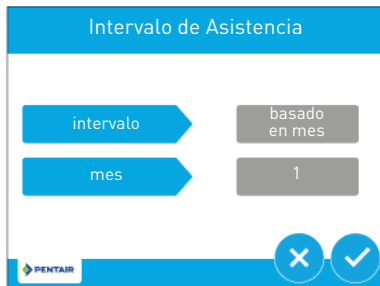 Intervalo de Asistencia
intervalo
basado
en mes
mes
1
PENTAIR